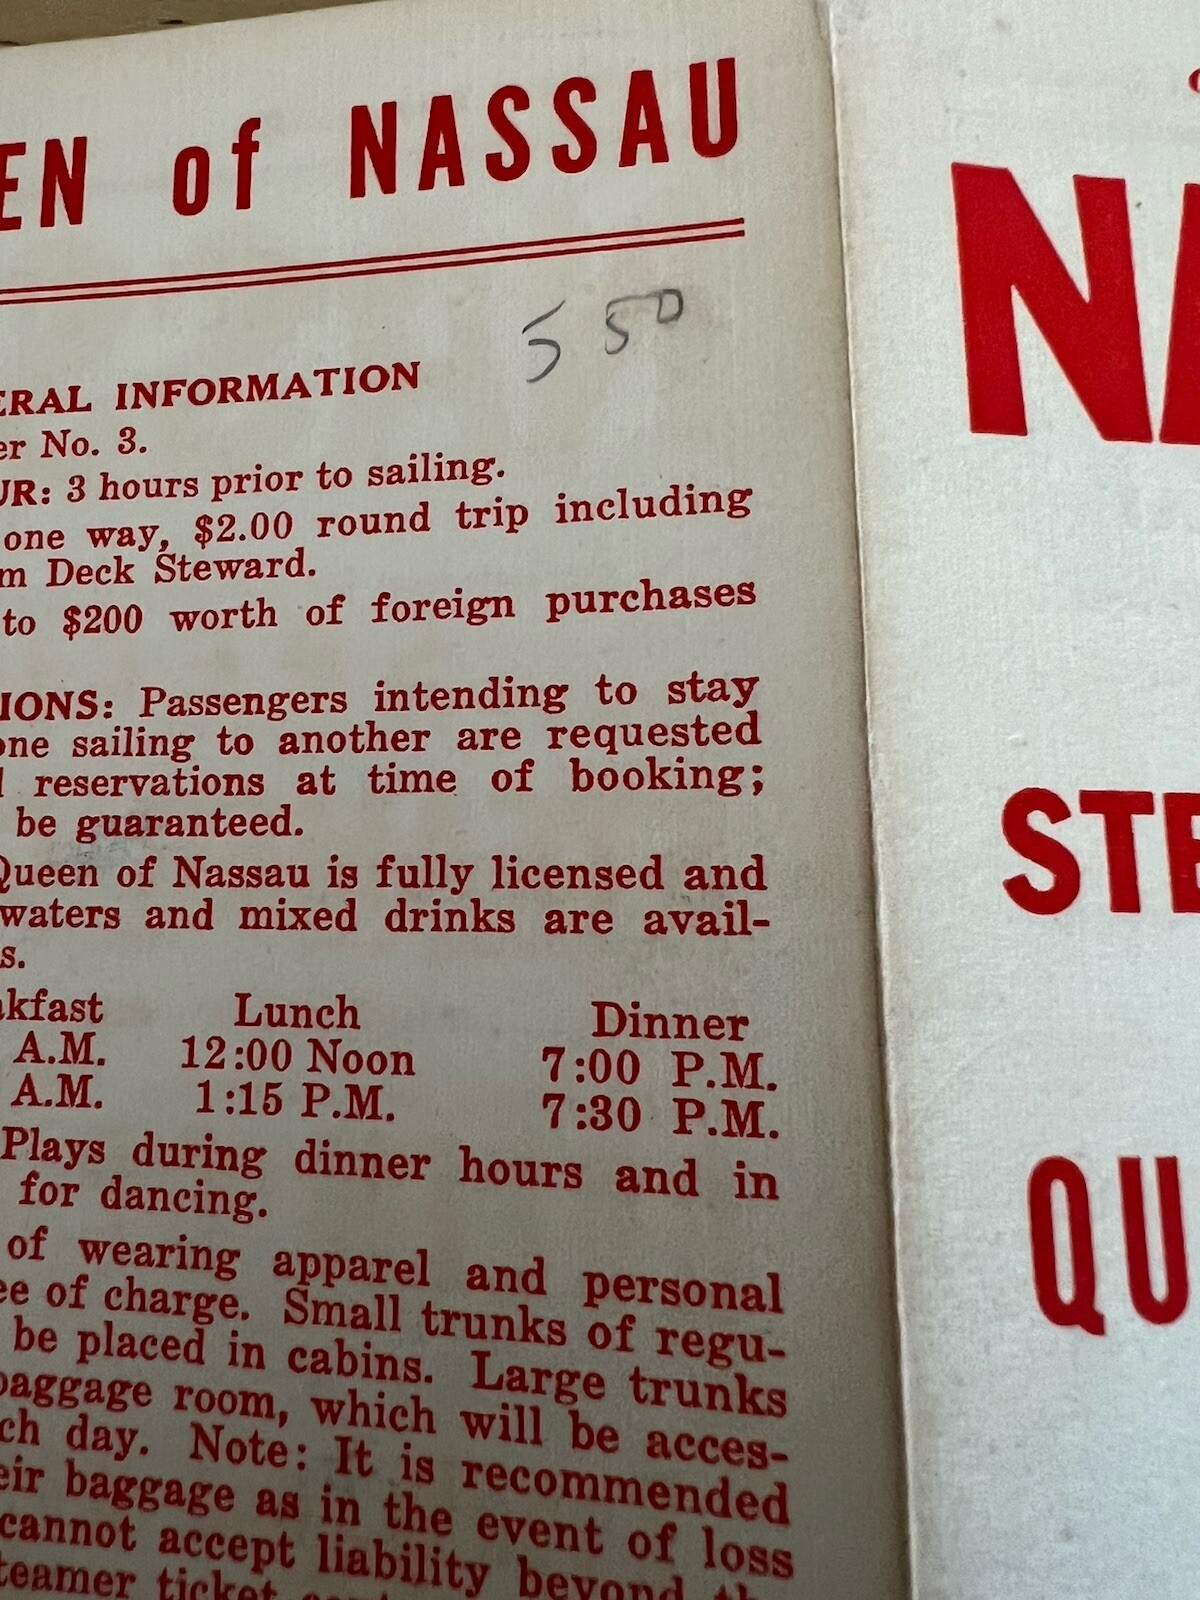 EN of NASSAU
5 50
ERAL INFORMATION
er No. 3.
UR: 3 hours prior to sailing.
one way, $2.00 round trip including
m Deck Steward.
to $200 worth of foreign purchases
IONS: Passengers intending to stay
one sailing to another are requested
l reservations at time of booking;
be guaranteed.
Queen of Nassau is fully licensed and
waters and mixed drinks are avail-
s.
akfast Lunch Dinner
A.M. 12:00 Noon 7:00 P.M.
A.M. 1:15 P.M. 7:30 P.M.
Plays during dinner hours and in
for dancing.
of wearing apparel and personal
ee of charge. Small trunks of regu-
be placed in cabins. Large trunks
baggage room, which will be acces-
ch day. Note: It is recommended
eir baggage as in the event of loss
cannot accept liability beyond th
teamer ticket
NA
STE
QU